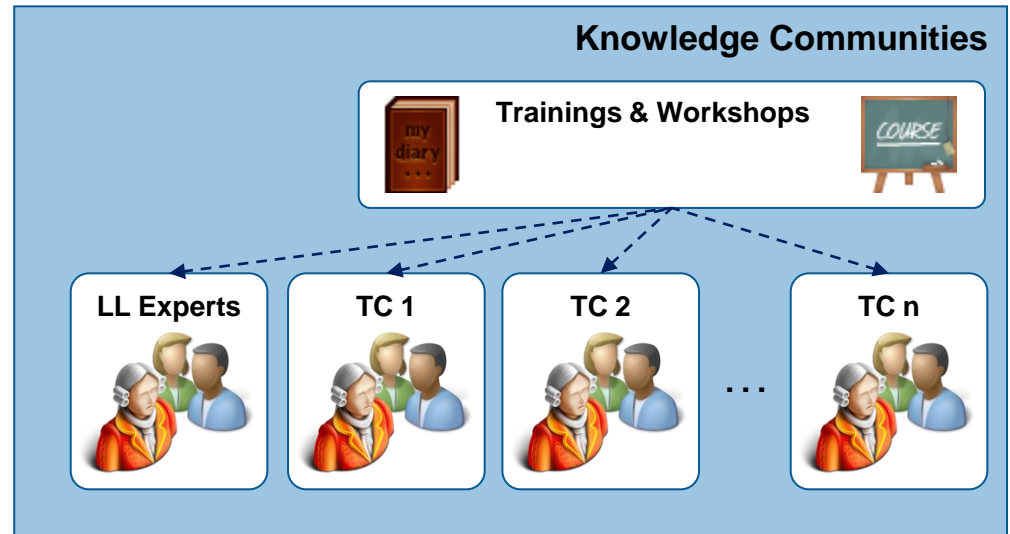 Knowledge Communities
Trainings & Workshops
my
diary
COURSE
LL Experts
TC 1
TC 2
TC n
...